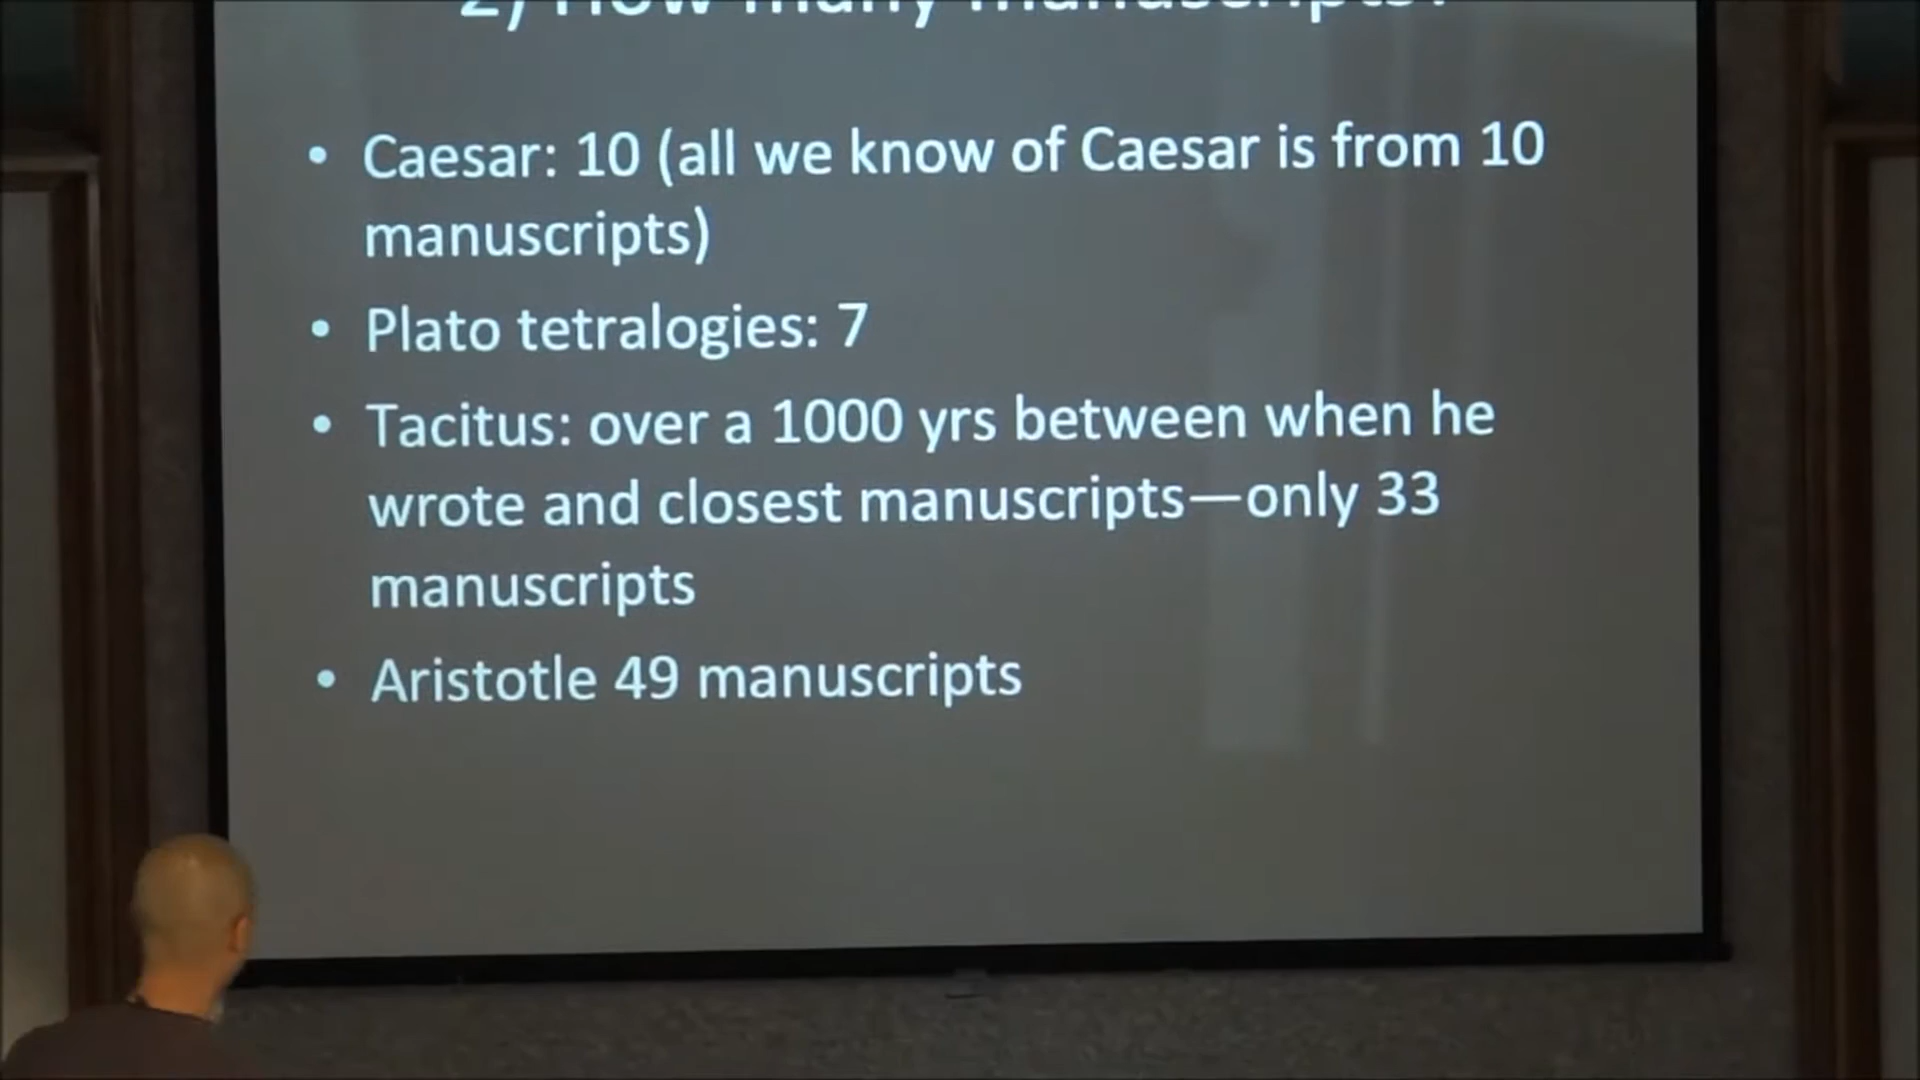 2) How many manuscripts?
• Caesar: 10 (all we know of Caesar is from 10
manuscripts)
• Plato tetralogies: 7
• Tacitus: over a 1000 yrs between when he
wrote and closest manuscripts—only 33
manuscripts
• Aristotle 49 manuscripts